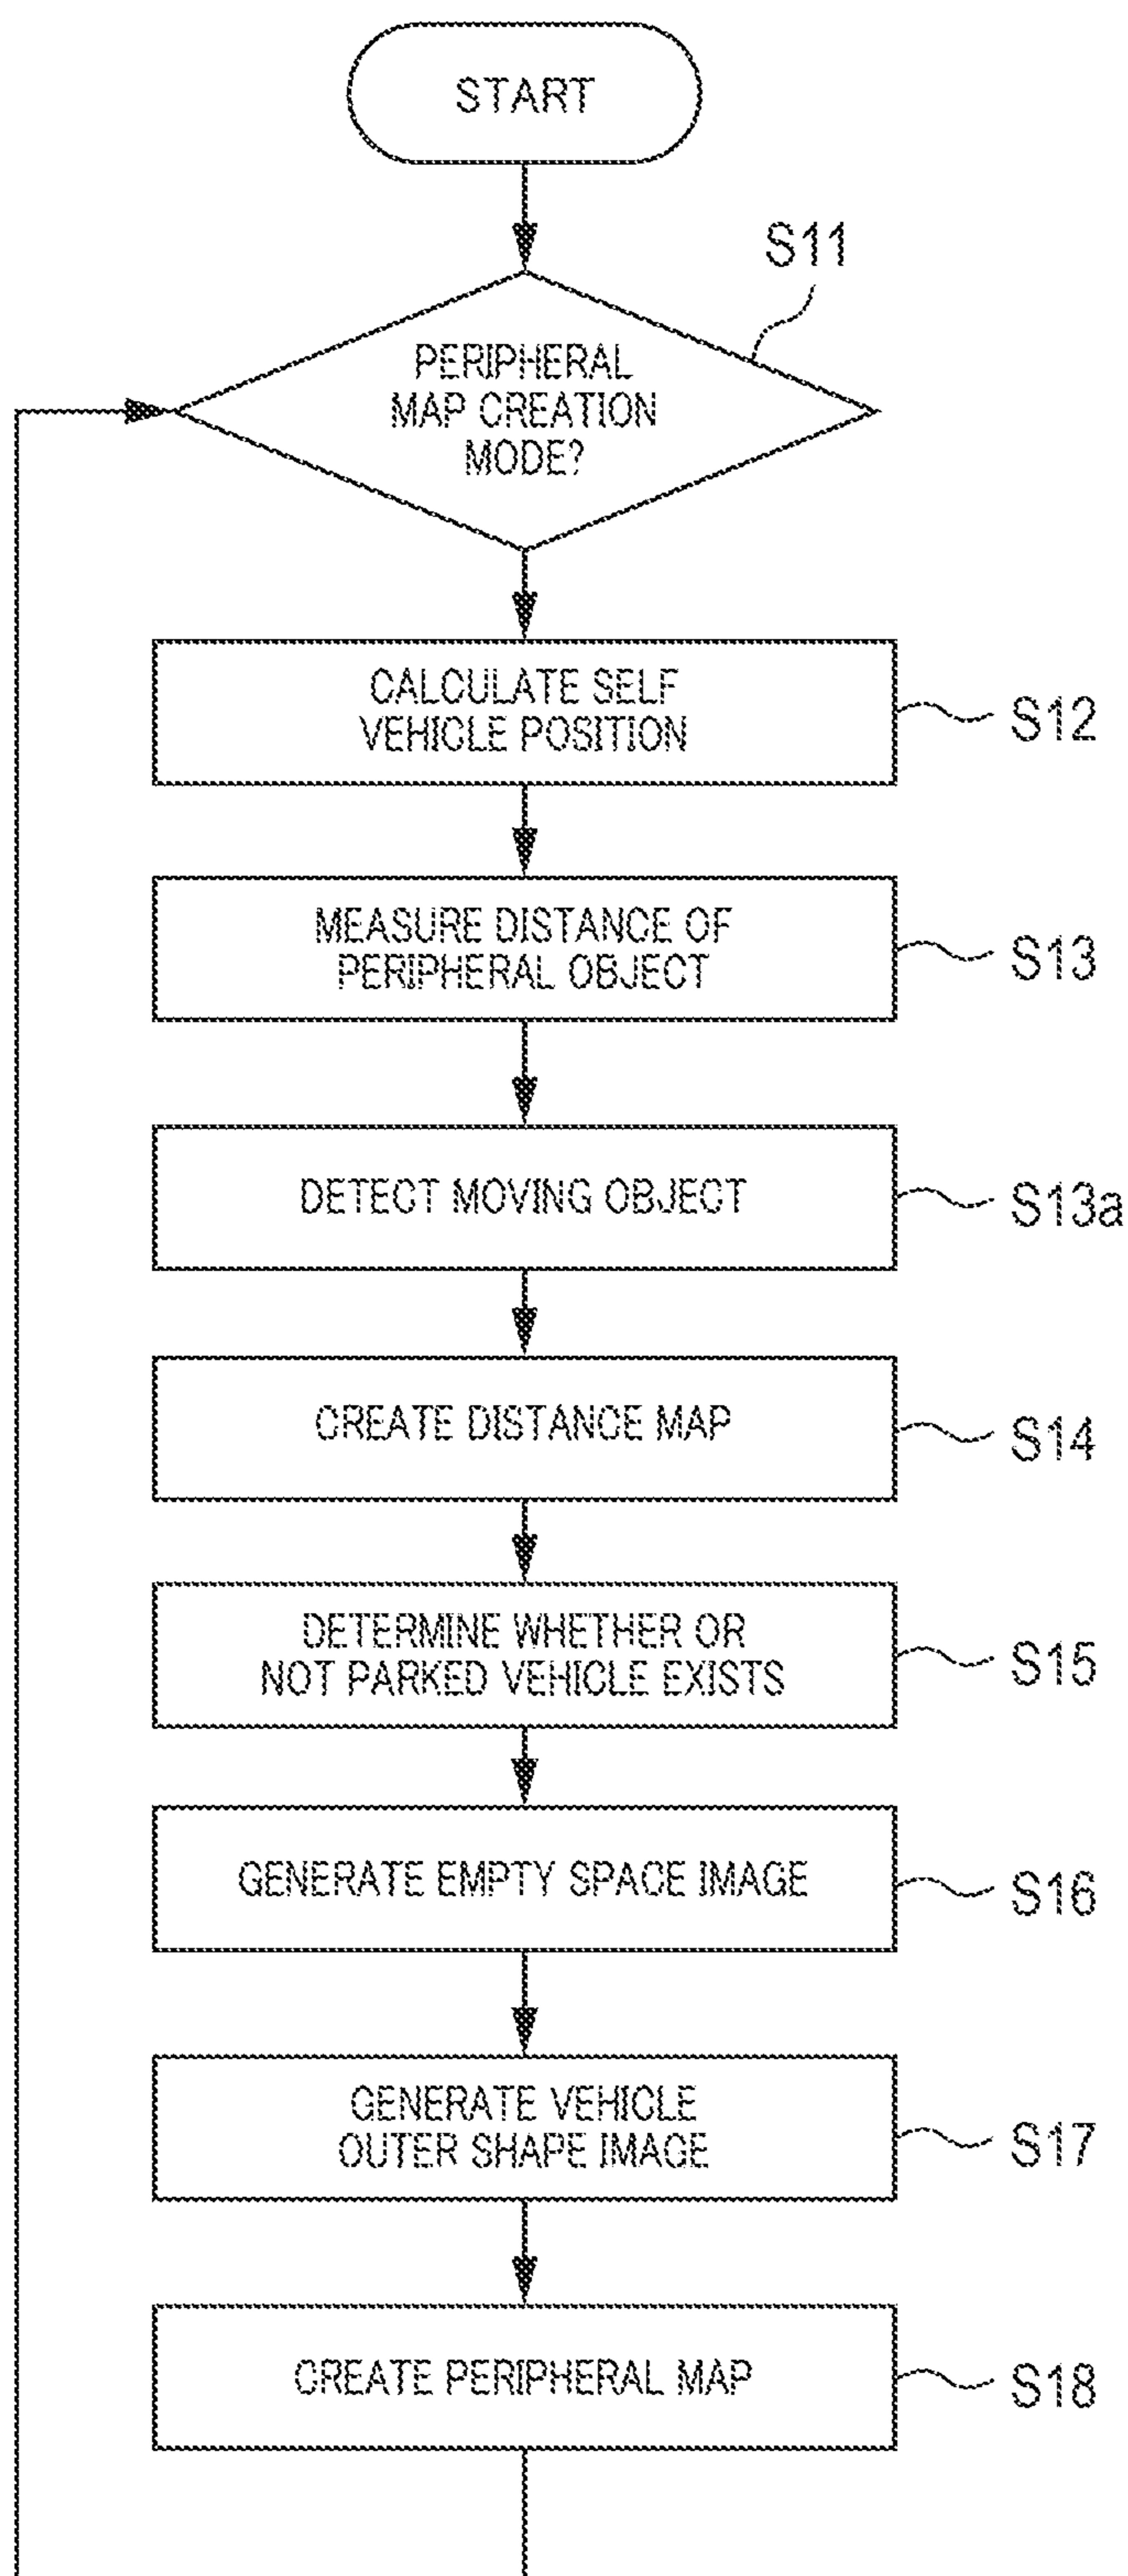 START
S11
PERIPHERAL
MAP CREATION
MODE?
CALCULATE SELF
VEHICLE POSITION
S12
MEASURE DISTANCE OF
PERIPHERAL OBJECT
S13
DETECT MOVING OBJECT
S13a
CREATE DISTANCE MAP
S14
DETERMINE WHETHER OR
NOT PARKED VEHICLE EXISTS
S15
GENERATE EMPTY SPACE IMAGE
S16
GENERATE VEHICLE
OUTER SHAPE IMAGE
S17
CREATE PERIPHERAL MAP
S18